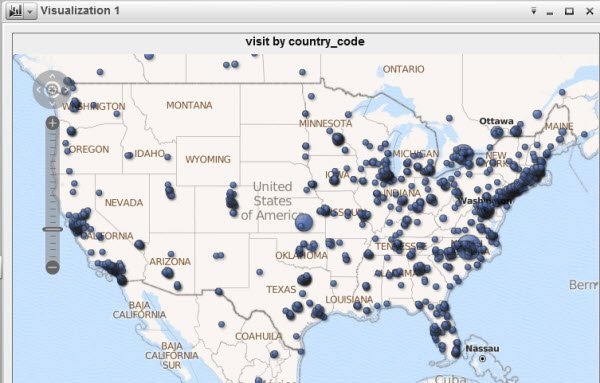 Visualization 1
visit by country_code
ONTARIO
WASHINGTON
MONTANA
MINNESOTA
Ottawa
MAINE
OREGON
IDAHO
WYOMING
MICHIGAN
NEW
IOWA
United
States
of America
NEVADA
INDIANA
Washington
MISSOURI
CALIFORNIA
ARIZONA
OKLAHOMA
TENNESSEE
ALABAMA
TEXAS
LOUISIANA
BAJA
CALIFORNIA
Berm
COAHUILA
BAJA
CALIFORNIA
SUR
Nassau
Cuba